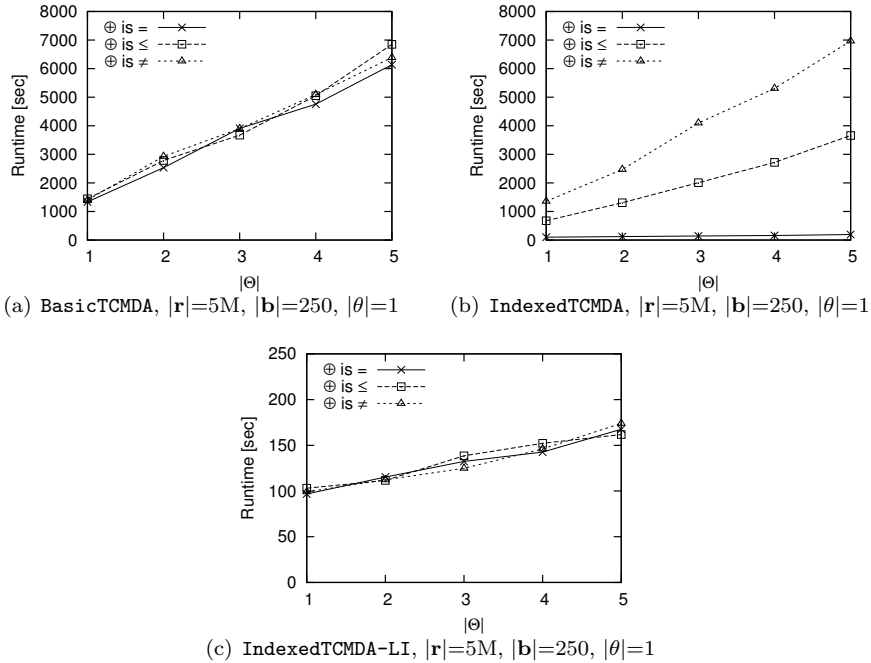 8000
7000
6000
5000
4000
3000
2000
1000
0
Runtime [sec]
⊕ is =
⊕ is ≤
⊕ is ≠
1 2 3 4 5
|Θ|
(a) BasicTCMDA, |r|=5M, |b|=250, |θ|=1
8000
7000
6000
5000
4000
3000
2000
1000
0
Runtime [sec]
⊕ is =
⊕ is ≤
⊕ is ≠
1 2 3 4 5
|Θ|
(b) IndexedTCMDA, |r|=5M, |b|=250, |θ|=1
250
200
150
100
50
0
Runtime [sec]
⊕ is =
⊕ is ≤
⊕ is ≠
1 2 3 4 5
|Θ|
(c) IndexedTCMDA-LI, |r|=5M, |b|=250, |θ|=1